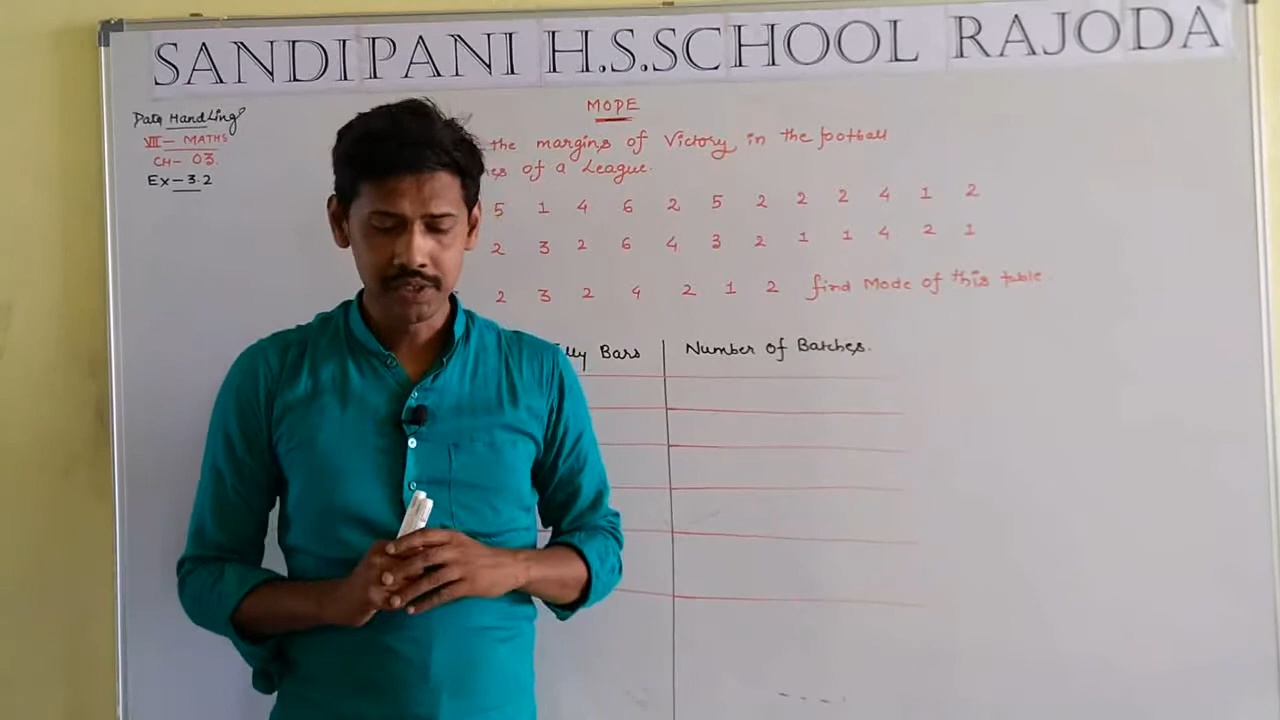 SANDIPANI H.S.SCHOOL RAJODA
Data Handling
VII - MATHS
CH- 03.
Ex-3.2
MODE
the margins of Victory in the football
of a League.
5 1 4 6 2 5 2 2 2 4 1 2
2 3 2 6 4 3 2 1 1 4 2 1
2 3 2 4 2 1 2 find Mode of this table
Bars Number of Batches.